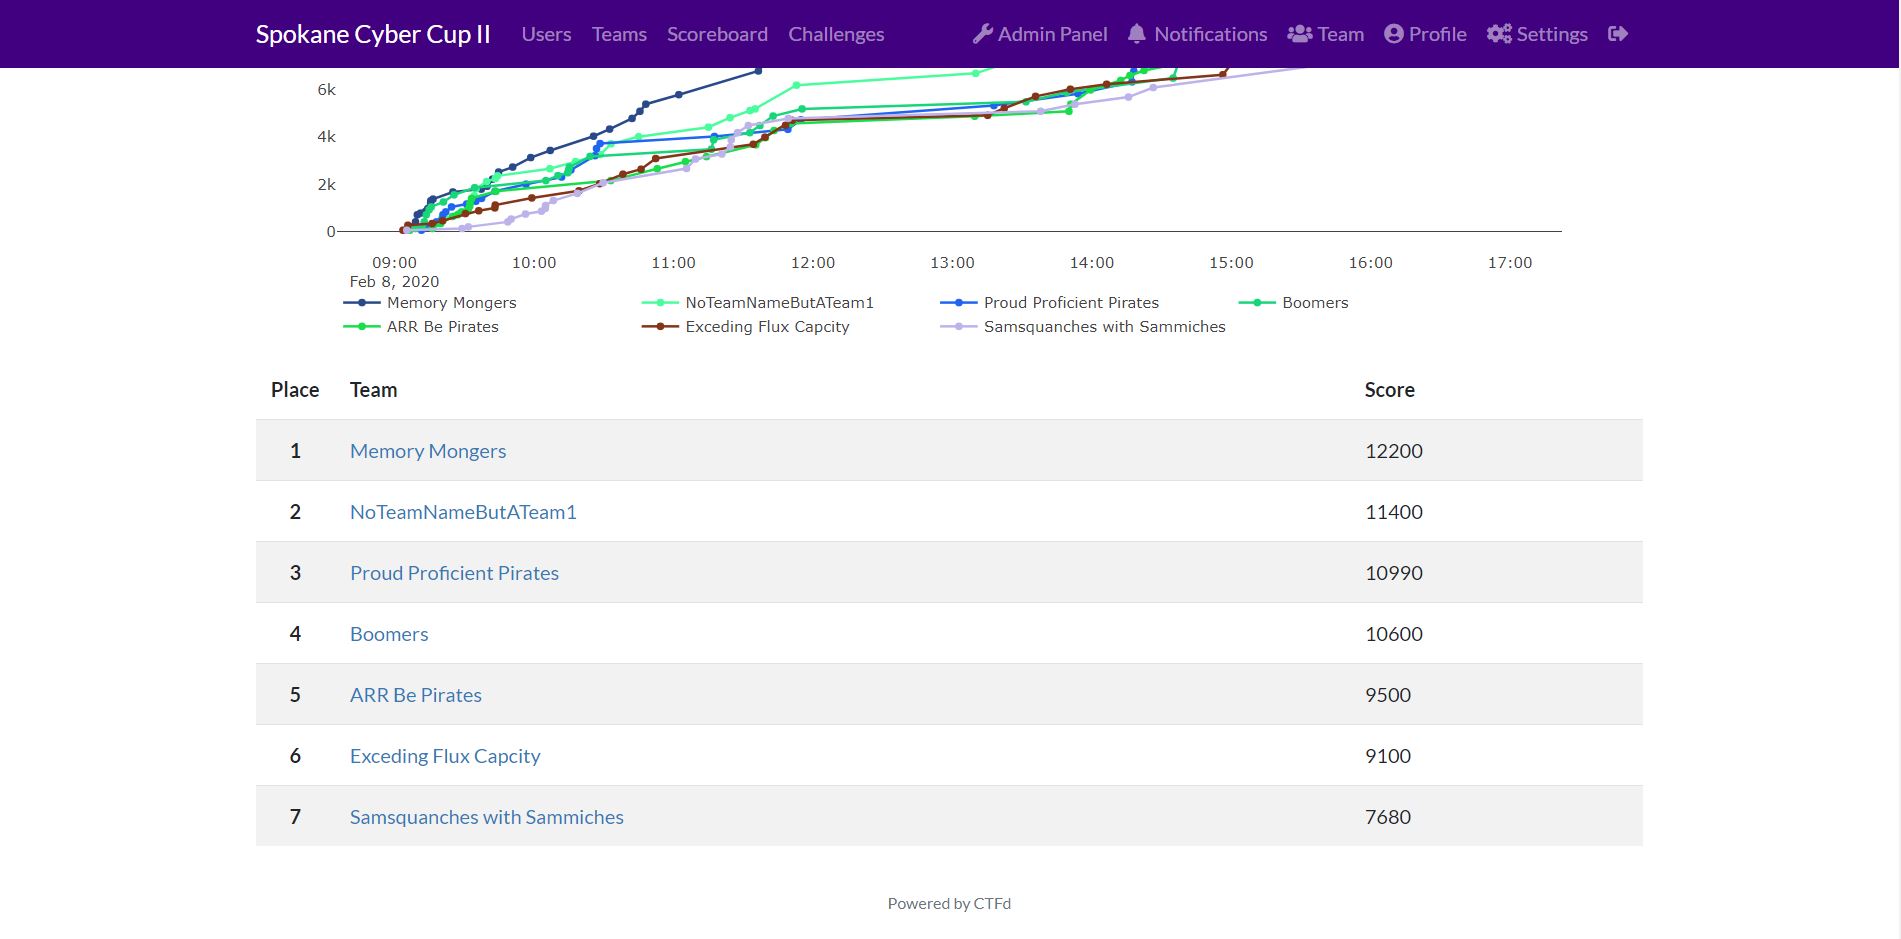 Spokane Cyber Cup II Users Teams Scoreboard Challenges Admin Panel Notifications Team Profile Settings
6k
4k
2k
0
09:00 10:00 11:00 12:00 13:00 14:00 15:00 16:00 17:00
Feb 8, 2020
Memory Mongers NoTeamNameButATeam1 Proud Proficient Pirates Boomers
ARR Be Pirates Exceding Flux Capcity Samsquanches with Sammiches
Place Team Score
1 Memory Mongers 12200
2 NoTeamNameButATeam1 11400
3 Proud Proficient Pirates 10990
4 Boomers 10600
5 ARR Be Pirates 9500
6 Exceding Flux Capcity 9100
7 Samsquanches with Sammiches 7680
Powered by CTFd